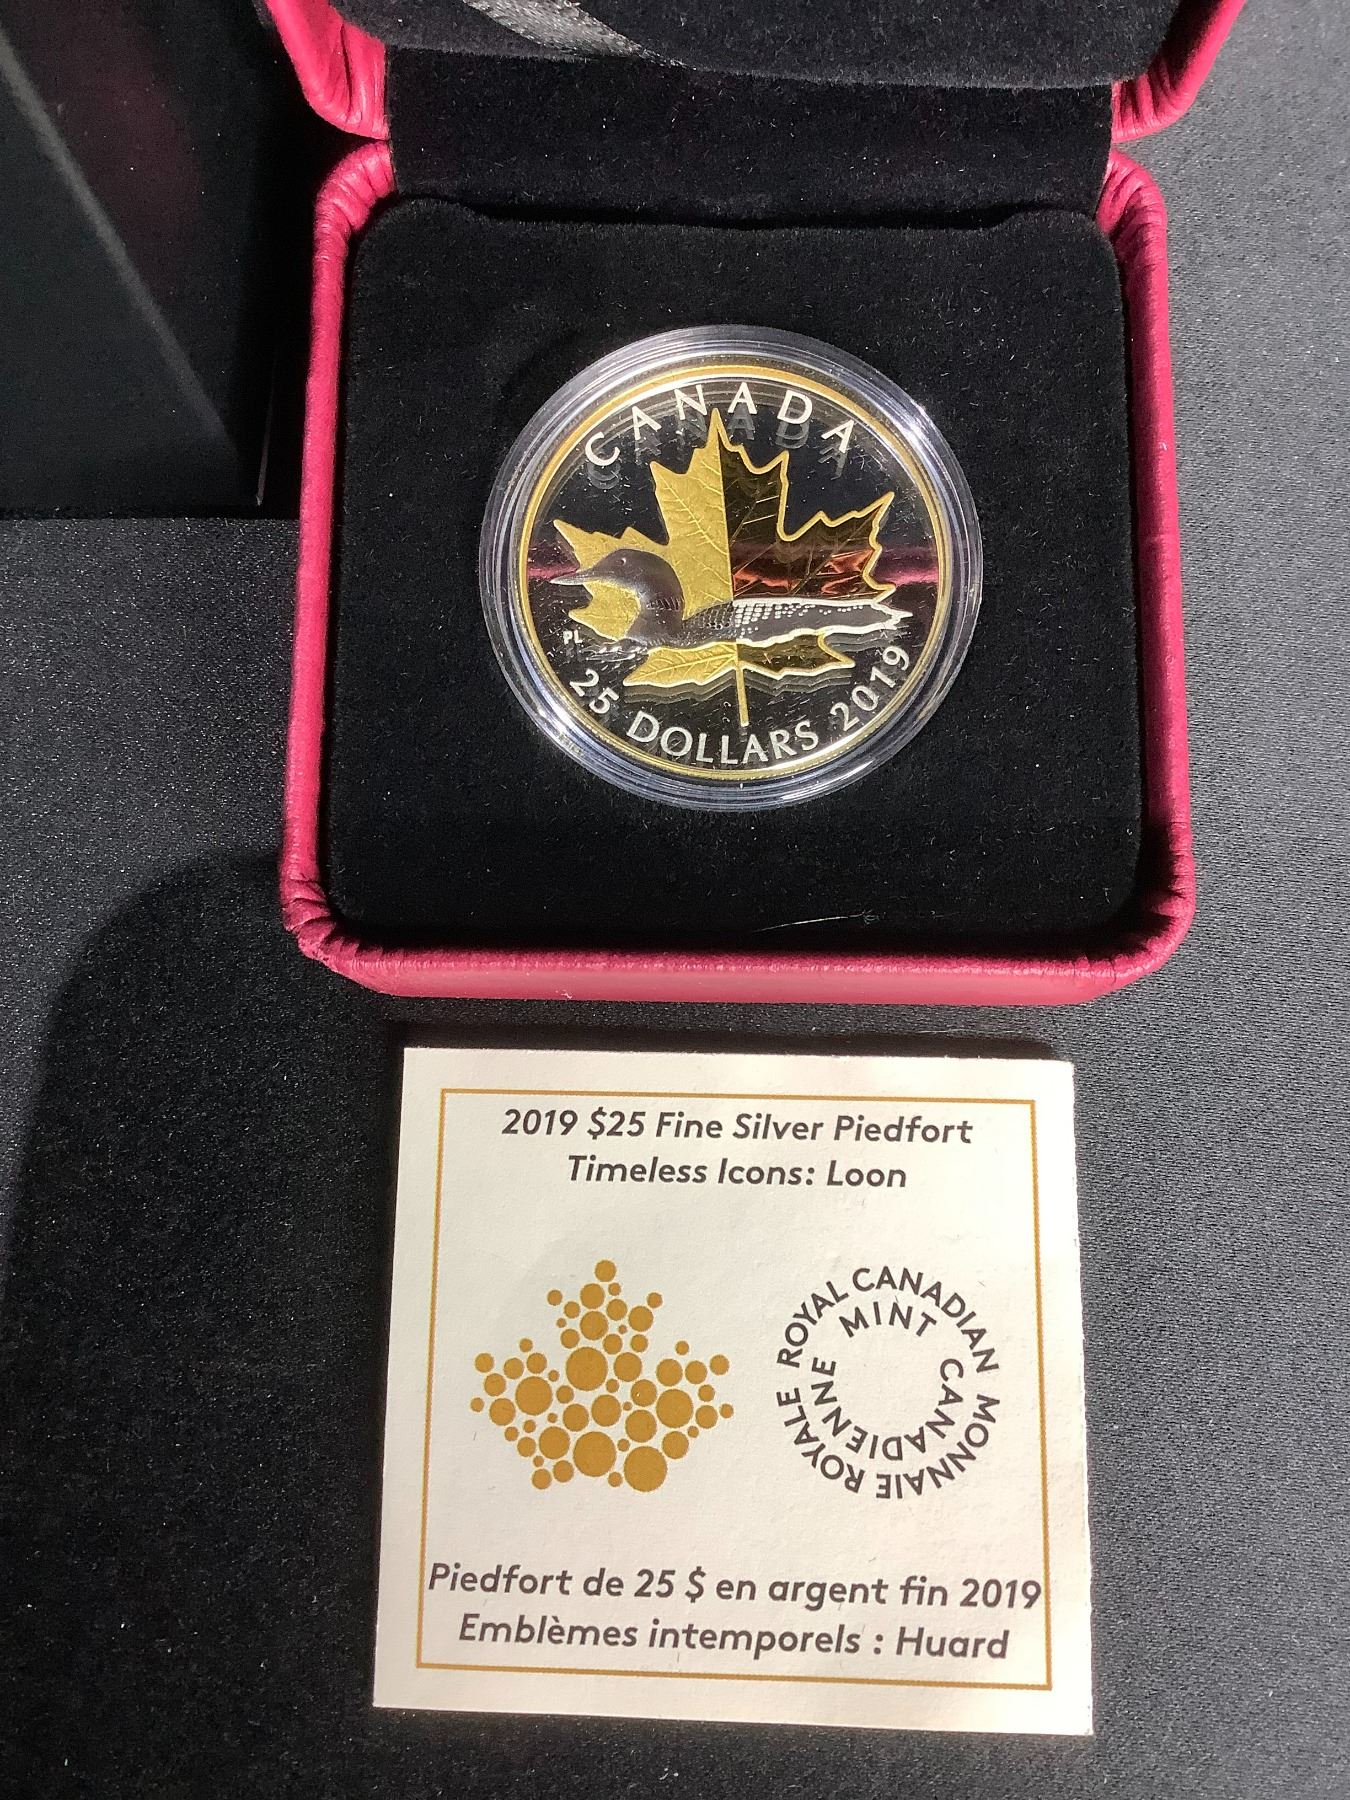 CANADA
PL
25 DOLLARS 2019
2019 $25 Fine Silver Piedfort
Timeless Icons: Loon
ROYAL CANADIAN
MINT
MONNAIE ROYALE
CANADIENNE
Piedfort de 25 $ en argent fin 2019
Emblèmes intemporels : Huard